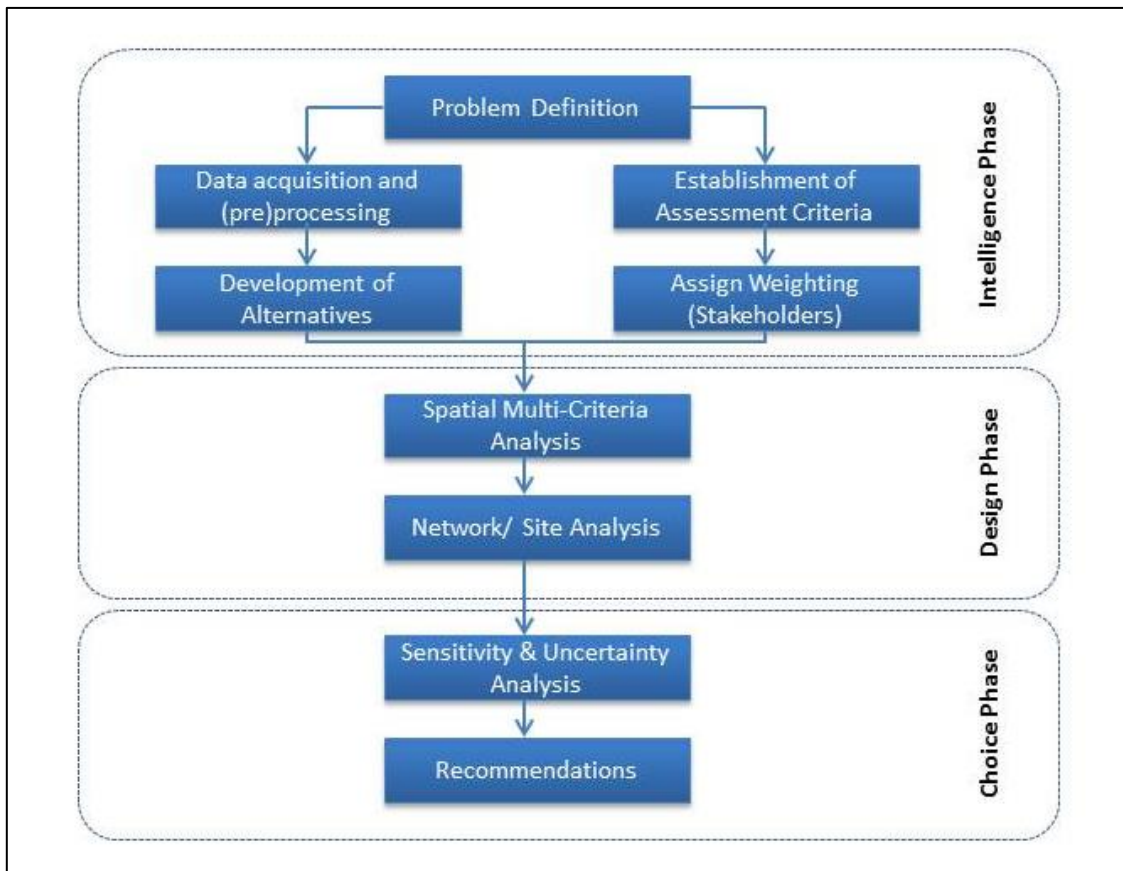 Problem Definition
Data acquisition and
(pre)processing
Establishment of
Assessment Criteria
Development of
Alternatives
Assign Weighting
(Stakeholders)
Intelligence Phase
Spatial Multi-Criteria
Analysis
Network/ Site Analysis
Design Phase
Sensitivity & Uncertainty
Analysis
Recommendations
Choice Phase